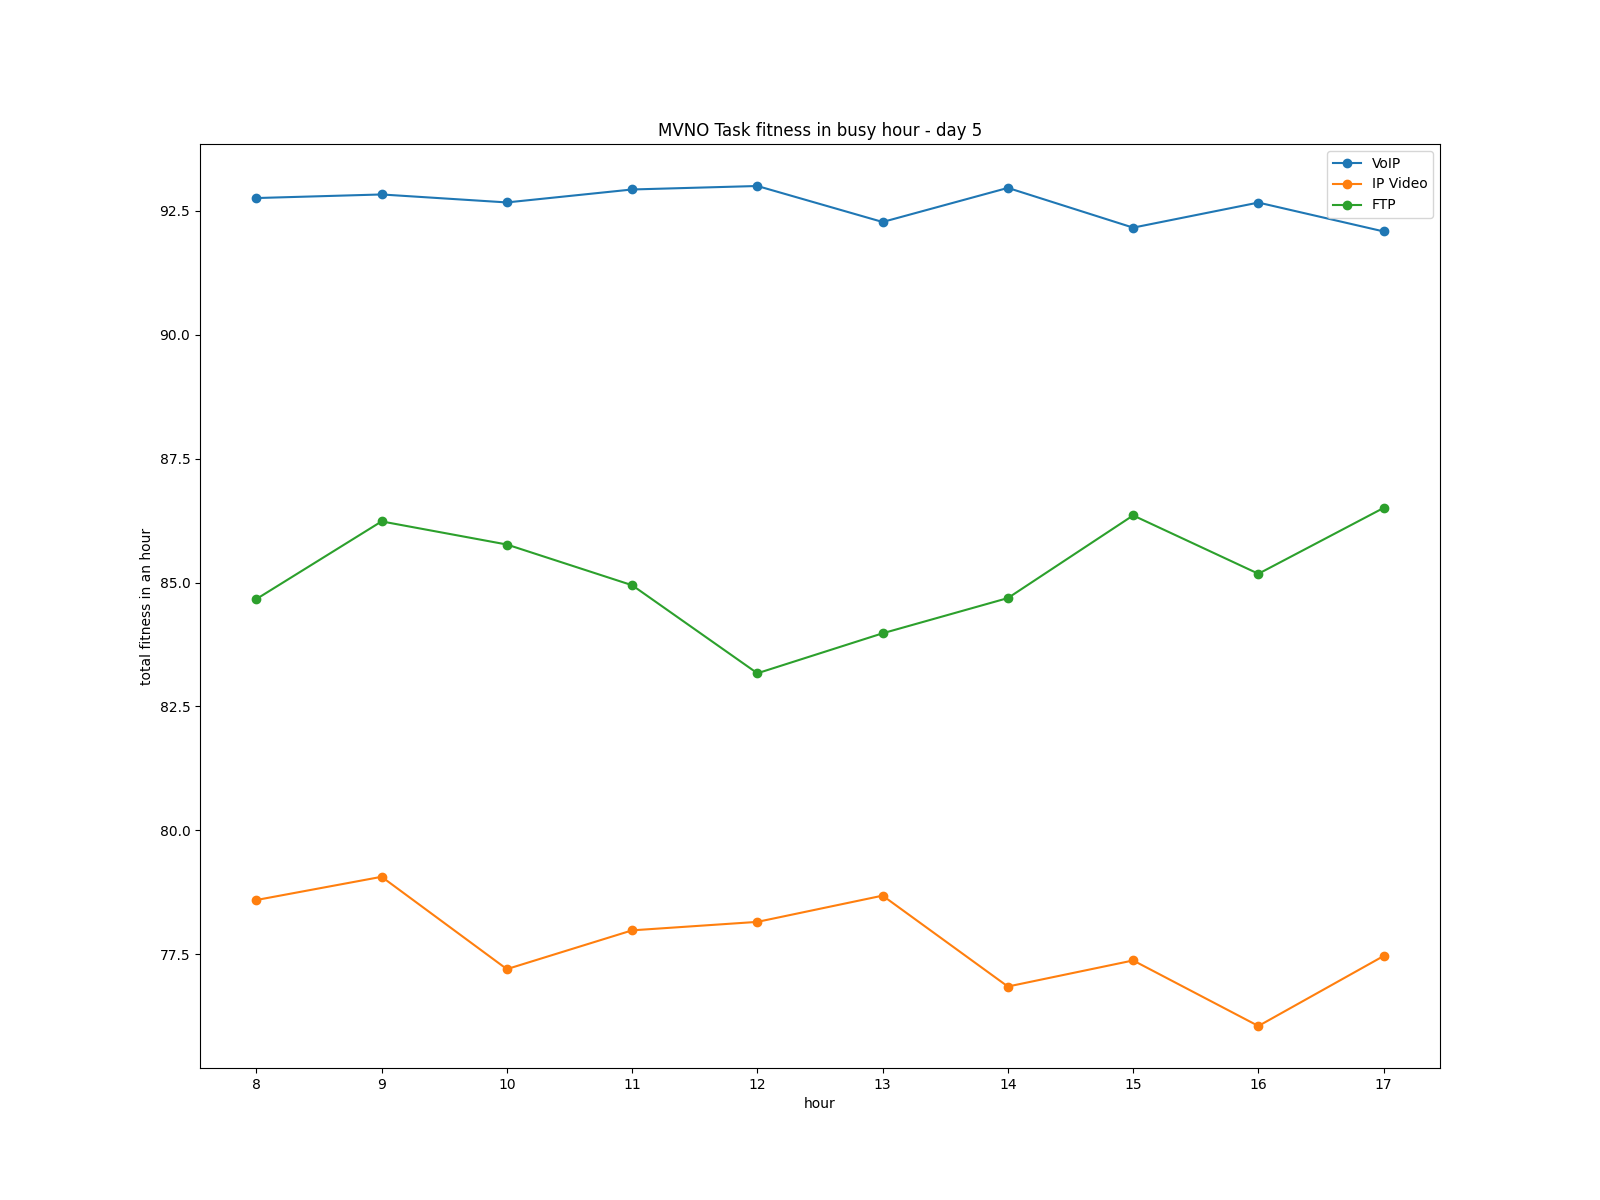 MVNO Task fitness in busy hour - day 5
VoIP
IP Video
FTP
92.5
90.0
87.5
85.0
82.5
80.0
77.5
total fitness in an hour
8 9 10 11 12 13 14 15 16 17
hour